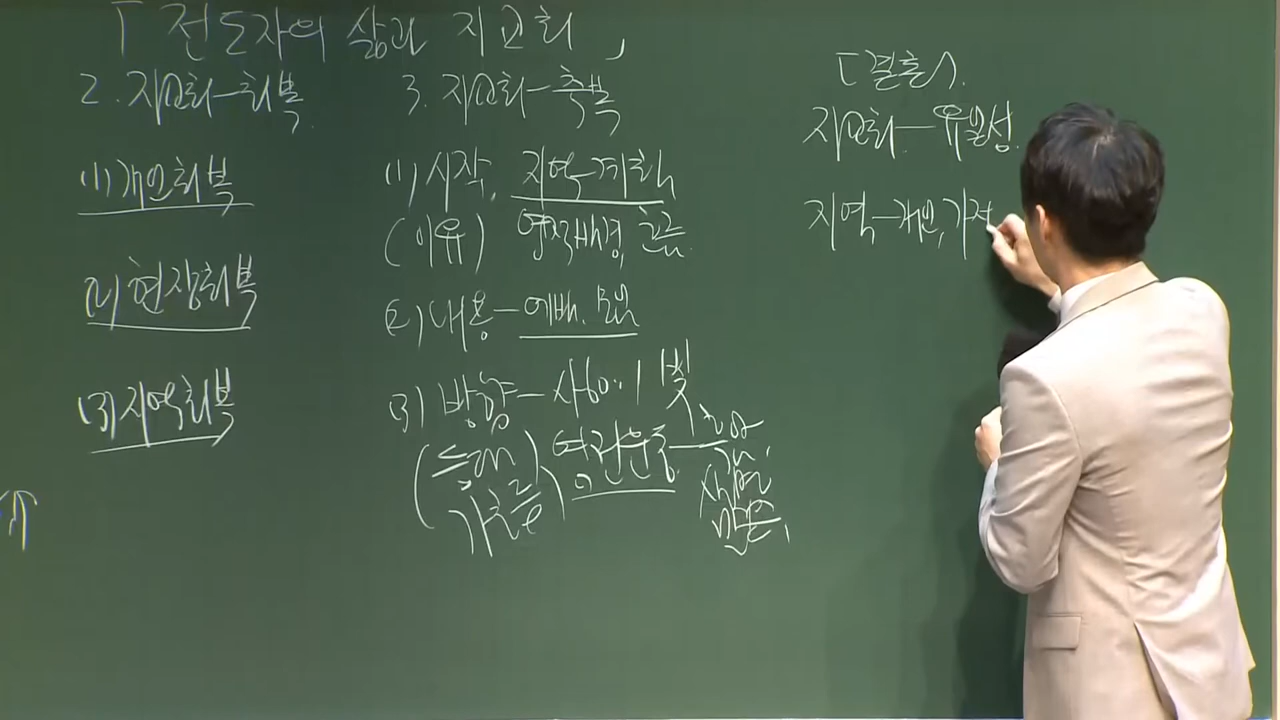 「전도자의 삶과 지교회」
2. 지교회-회복
(1) 개인회복
(2) 현장회복
(3) 지역회복
3. 지교회-축복
(1) 시작. 지역-계획
(이유) 영적배경, 흐름
(2) 내용-예배.
(3) 방향-사60:1 빛
[결론].
지교회-유일성
지역-개인, 가정